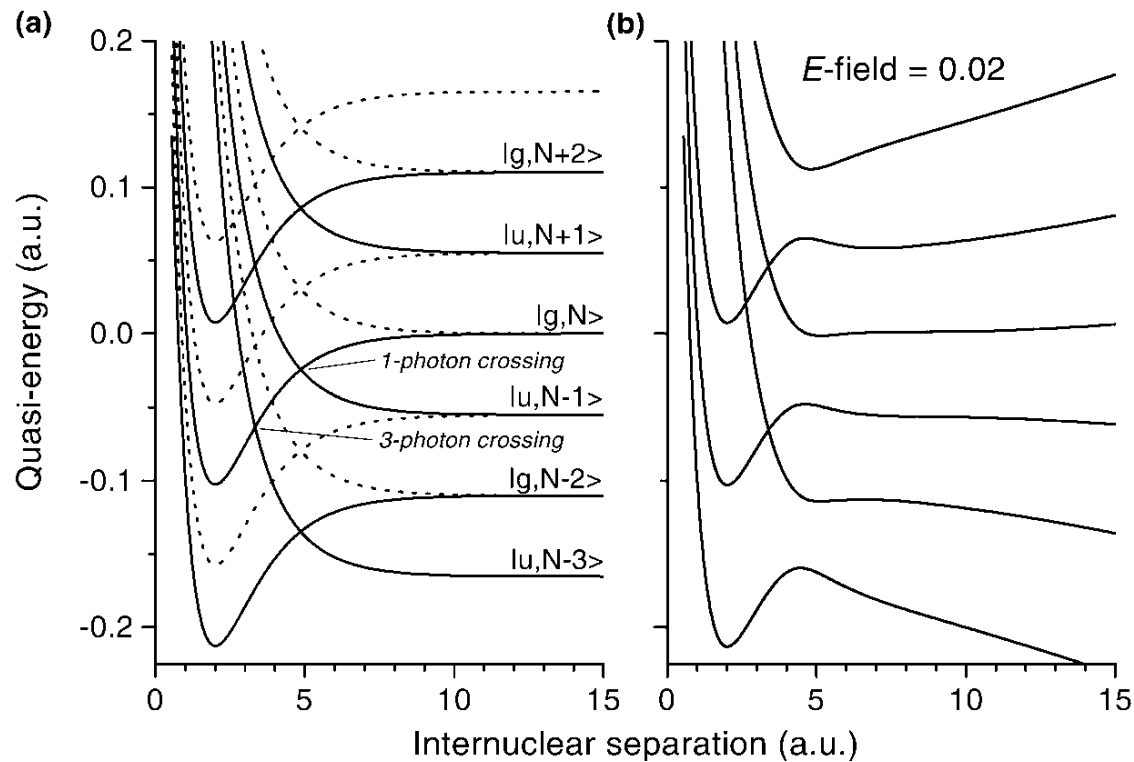 (a)
(b)
E-field = 0.02
0.2
0.1
0.0
-0.1
-0.2
Quasi-energy (a.u.)
|g,N+2>
|u,N+1>
|g,N>
1-photon crossing
|u,N-1>
3-photon crossing
|g,N-2>
|u,N-3>
0 5 10 15
0 5 10 15
Internuclear separation (a.u.)